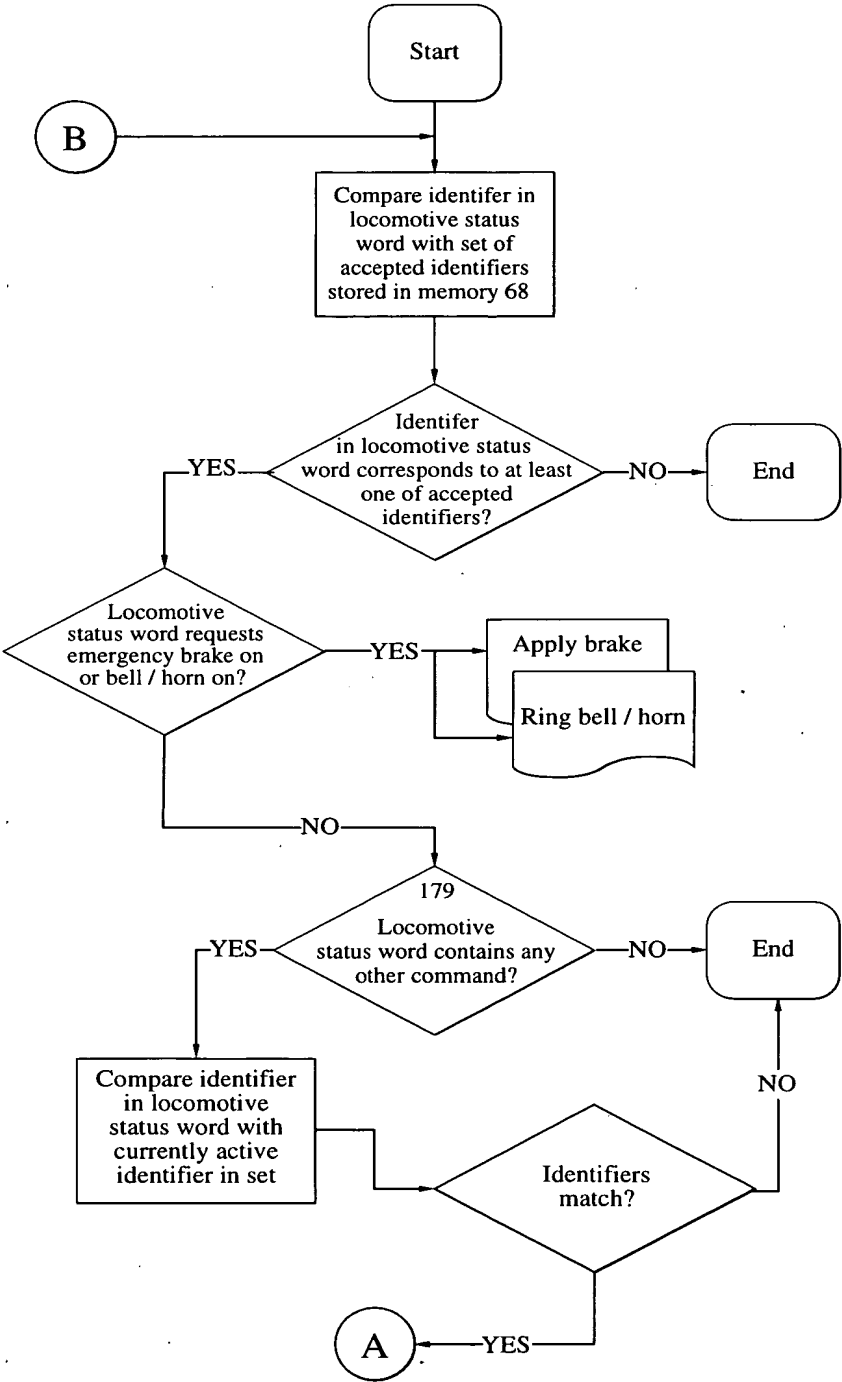 Start
B
Compare identifer in
locomotive status
word with set of
accepted identifiers
stored in memory 68
Identifer
in locomotive status
word corresponds to at least
one of accepted
identifiers?
YES
NO
End
Locomotive
status word requests
emergency brake on
or bell / horn on?
YES
Apply brake
Ring bell / horn
NO
179
Locomotive
status word contains any
other command?
YES
NO
End
Compare identifier
in locomotive
status word with
currently active
identifier in set
NO
Identifiers
match?
A
YES